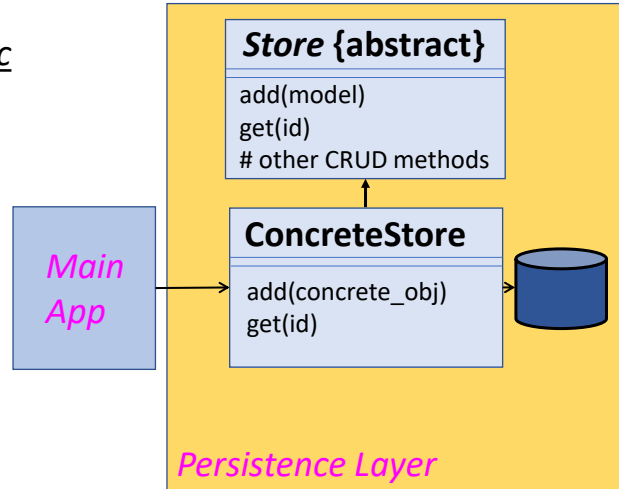 c
Store {abstract}
add(model)
get(id)
# other CRUD methods
Main
App
ConcreteStore
add(concrete_obj)
get(id)
Persistence Layer